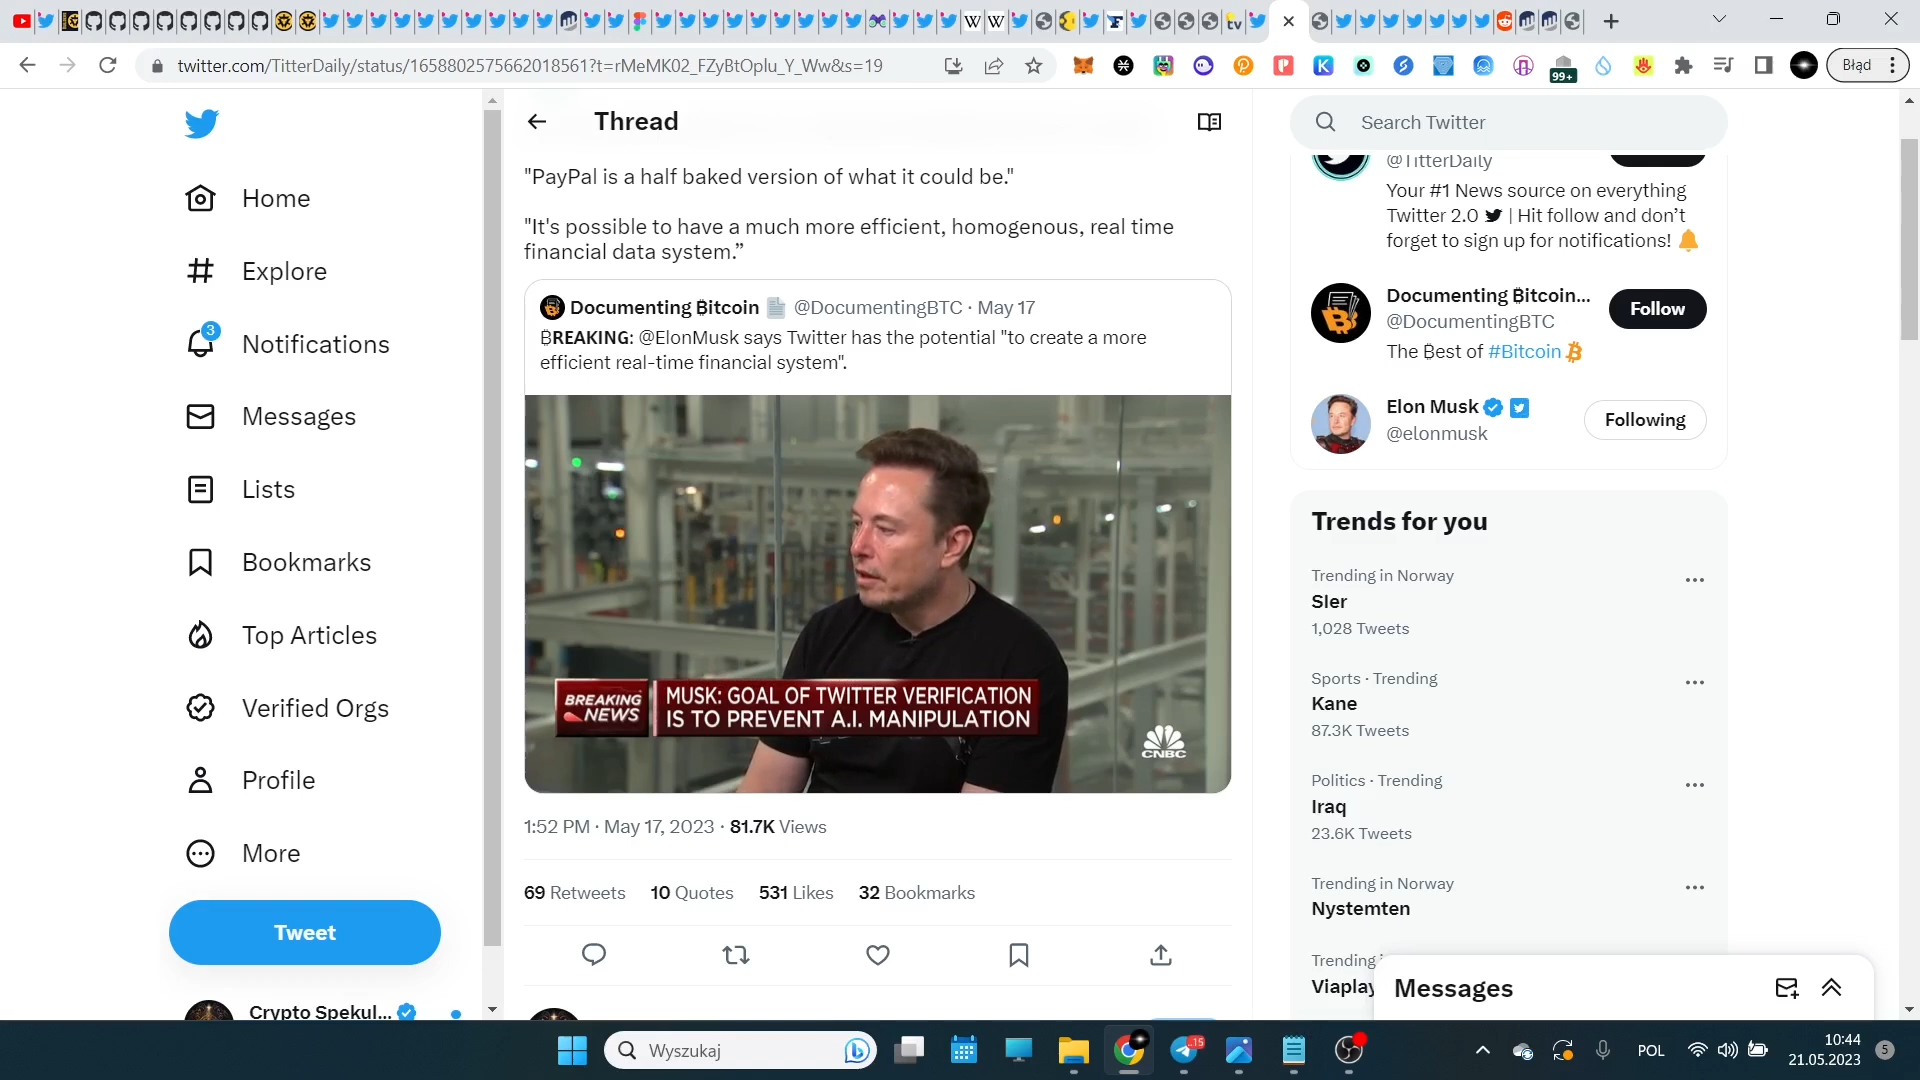 twitter.com/TitterDaily/status/1658802575662018561?t=rMeMK02_FZyBtOplu_Y_Ww&s=19
99+
Błąd
Home
Explore
3
Notifications
Messages
Lists
Bookmarks
Top Articles
Verified Orgs
Profile
More
Tweet
Crypto Spekul...
Thread
"PayPal is a half baked version of what it could be."
"It's possible to have a much more efficient, homogenous, real time
financial data system.”
Documenting ₿itcoin @DocumentingBTC · May 17
₿REAKING: @ElonMusk says Twitter has the potential "to create a more
efficient real-time financial system".
BREAKING
NEWS
MUSK: GOAL OF TWITTER VERIFICATION
IS TO PREVENT A.I. MANIPULATION
CNBC
1:52 PM · May 17, 2023 · 81.7K Views
69 Retweets 10 Quotes 531 Likes 32 Bookmarks
Search Twitter
@TitterDaily
Your #1 News source on everything
Twitter 2.0 | Hit follow and don’t
forget to sign up for notifications!
Documenting ₿itcoin...
@DocumentingBTC
Follow
The ₿est of #Bitcoin
Elon Musk
@elonmusk
Following
Trends for you
Trending in Norway
Sler
1,028 Tweets
Sports · Trending
Kane
87.3K Tweets
Politics · Trending
Iraq
23.6K Tweets
Trending in Norway
Nystemten
Trending
Viaplay
Messages
Wyszukaj
15
POL
10:44
21.05.2023
5